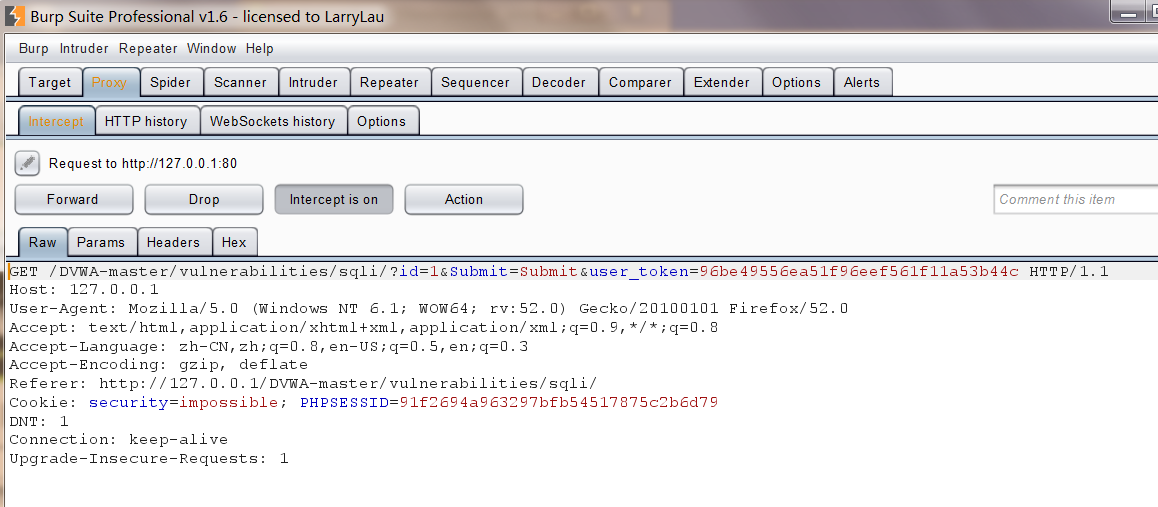 Burp Suite Professional v1.6 - licensed to LarryLau
Burp Intruder Repeater Window Help
Target Proxy Spider Scanner Intruder Repeater Sequencer Decoder Comparer Extender Options Alerts
Intercept HTTP history WebSockets history Options
Request to http://127.0.0.1:80
Forward Drop Intercept is on Action Comment this item
Raw Params Headers Hex
GET /DVWA-master/vulnerabilities/sqli/?id=1&Submit=Submit&user_token=96be49556ea51f96eef561f11a53b44c HTTP/1.1
Host: 127.0.0.1
User-Agent: Mozilla/5.0 (Windows NT 6.1; WOW64; rv:52.0) Gecko/20100101 Firefox/52.0
Accept: text/html,application/xhtml+xml,application/xml;q=0.9,*/*;q=0.8
Accept-Language: zh-CN,zh;q=0.8,en-US;q=0.5,en;q=0.3
Accept-Encoding: gzip, deflate
Referer: http://127.0.0.1/DVWA-master/vulnerabilities/sqli/
Cookie: security=impossible; PHPSESSID=91f2694a963297bfb54517875c2b6d79
DNT: 1
Connection: keep-alive
Upgrade-Insecure-Requests: 1